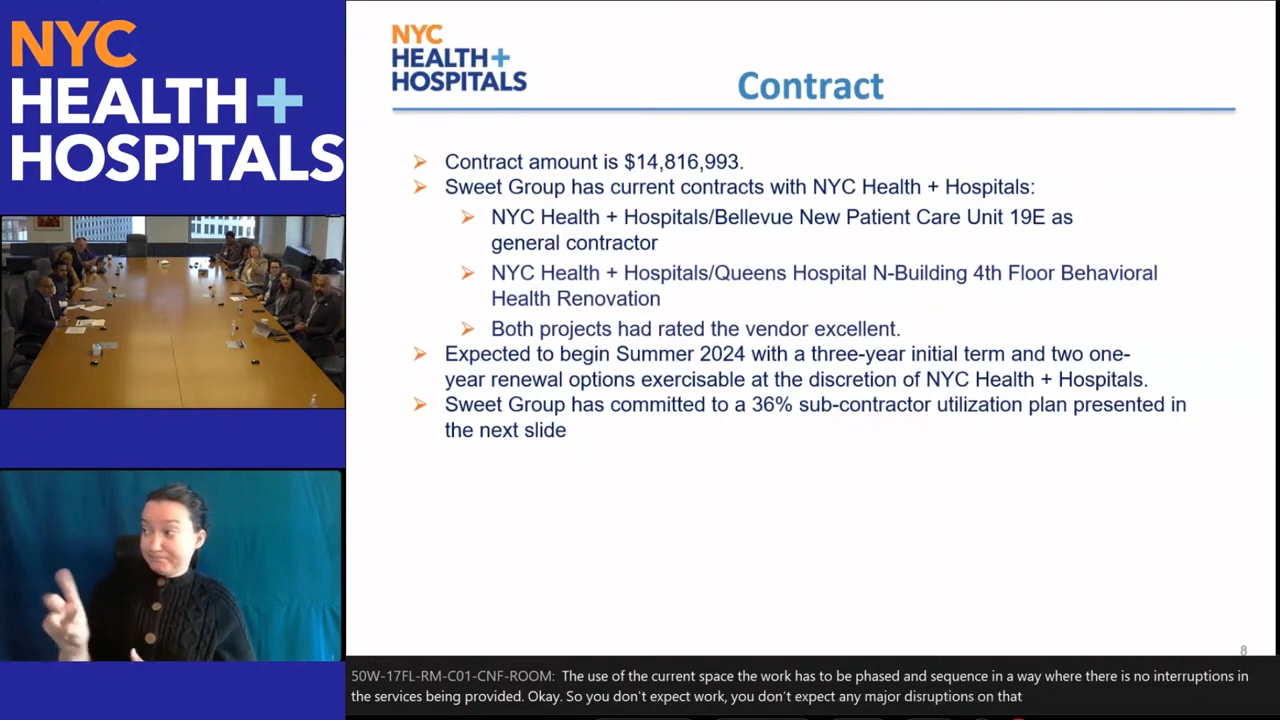 NYC
HEALTH+
HOSPITALS
NYC
HEALTH+
HOSPITALS
Contract
Contract amount is $14,816,993.
Sweet Group has current contracts with NYC Health + Hospitals:
NYC Health + Hospitals/Bellevue New Patient Care Unit 19E as
general contractor
NYC Health + Hospitals/Queens Hospital N-Building 4th Floor Behavioral
Health Renovation
Both projects had rated the vendor excellent.
Expected to begin Summer 2024 with a three-year initial term and two one-
year renewal options exercisable at the discretion of NYC Health + Hospitals.
Sweet Group has committed to a 36% sub-contractor utilization plan presented in
the next slide
8
50W-17FL-RM-C01-CNF-ROOM: The use of the current space the work has to be phased and sequence in a way where there is no interruptions in
the services being provided. Okay. So you don't expect work, you don't expect any major disruptions on that